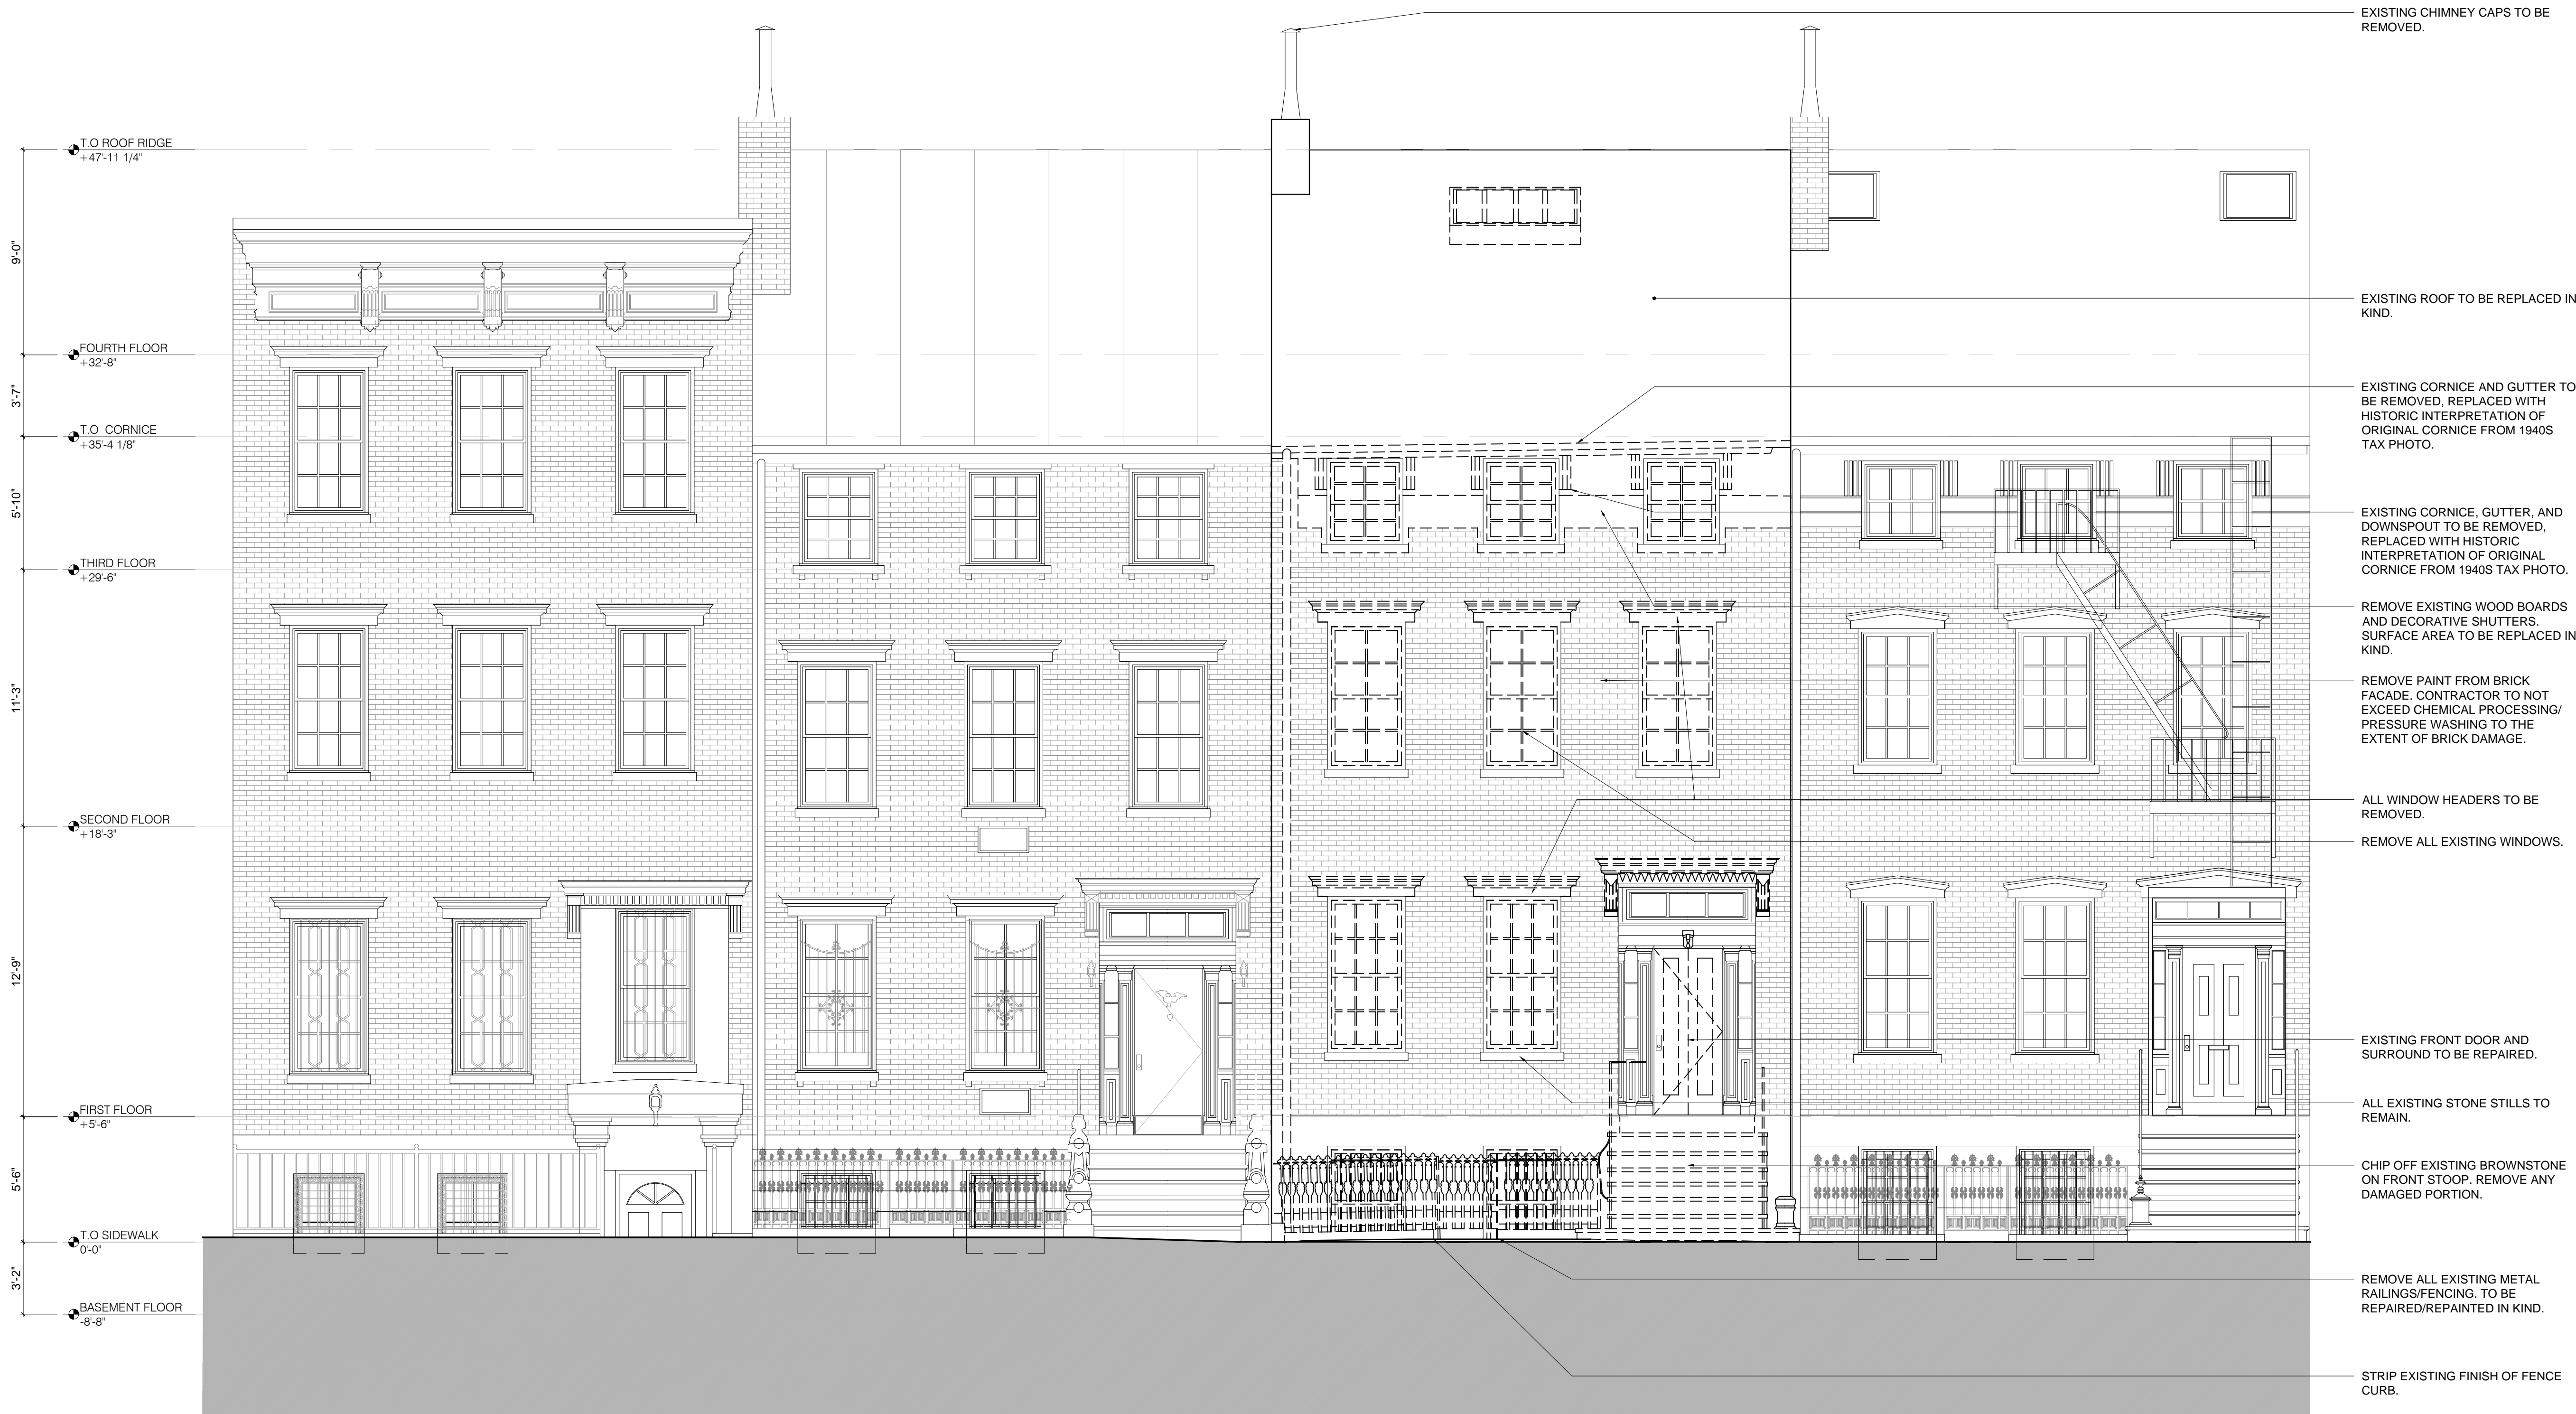 T.O ROOF RIDGE
+47'-11 1/4"
9'-0"
FOURTH FLOOR
+32'-8"
3'-7"
T.O  CORNICE
+35'-4 1/8"
5'-10"
THIRD FLOOR
+29'-6"
11'-3"
SECOND FLOOR
+18'-3"
12'-9"
FIRST FLOOR
+5'-6"
5'-6"
T.O SIDEWALK
0'-0"
3'-2"
BASEMENT FLOOR
-8'-8"
EXISTING CHIMNEY CAPS TO BE
REMOVED.
EXISTING ROOF TO BE REPLACED IN
KIND.
EXISTING CORNICE AND GUTTER TO
BE REMOVED, REPLACED WITH
HISTORIC INTERPRETATION OF
ORIGINAL CORNICE FROM 1940S
TAX PHOTO.
EXISTING CORNICE, GUTTER, AND
DOWNSPOUT TO BE REMOVED,
REPLACED WITH HISTORIC
INTERPRETATION OF ORIGINAL
CORNICE FROM 1940S TAX PHOTO.
REMOVE EXISTING WOOD BOARDS
AND DECORATIVE SHUTTERS.
SURFACE AREA TO BE REPLACED IN
KIND.
REMOVE PAINT FROM BRICK
FACADE. CONTRACTOR TO NOT
EXCEED CHEMICAL PROCESSING/
PRESSURE WASHING TO THE
EXTENT OF BRICK DAMAGE.
ALL WINDOW HEADERS TO BE
REMOVED.
REMOVE ALL EXISTING WINDOWS.
EXISTING FRONT DOOR AND
SURROUND TO BE REPAIRED.
ALL EXISTING STONE STILLS TO
REMAIN.
CHIP OFF EXISTING BROWNSTONE
ON FRONT STOOP. REMOVE ANY
DAMAGED PORTION.
REMOVE ALL EXISTING METAL
RAILINGS/FENCING. TO BE
REPAIRED/REPAINTED IN KIND.
STRIP EXISTING FINISH OF FENCE
CURB.